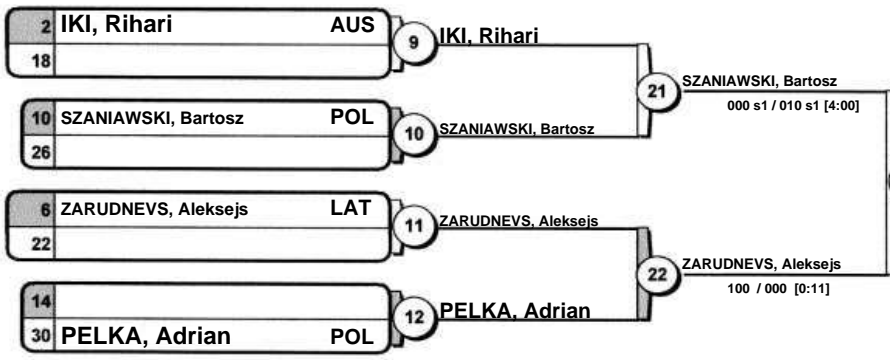 2 IKI, Rihari AUS
18
9
IKI, Rihari
10 SZANIAWSKI, Bartosz POL
26
10
SZANIAWSKI, Bartosz
21
SZANIAWSKI, Bartosz
000 s1 / 010 s1 [4:00]
6 ZARUDNEVS, Aleksejs LAT
22
11
ZARUDNEVS, Aleksejs
14
30 PELKA, Adrian POL
12
PELKA, Adrian
22
ZARUDNEVS, Aleksejs
100 / 000 [0:11]